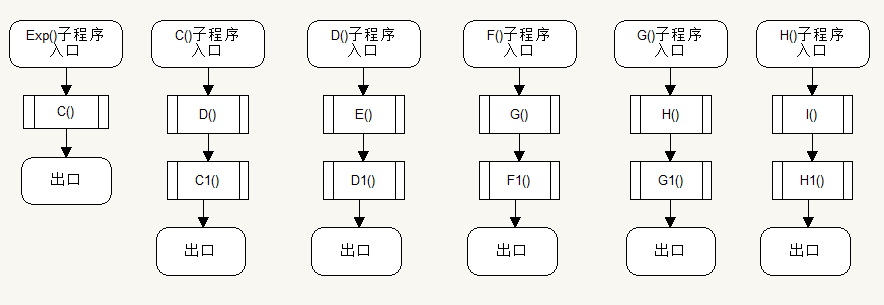 Exp()子程序
入口
C()
出口
C()子程序
入口
D()
C1()
出口
D()子程序
入口
E()
D1()
出口
F()子程序
入口
G()
F1()
出口
G()子程序
入口
H()
G1()
出口
H()子程序
入口
I()
H1()
出口